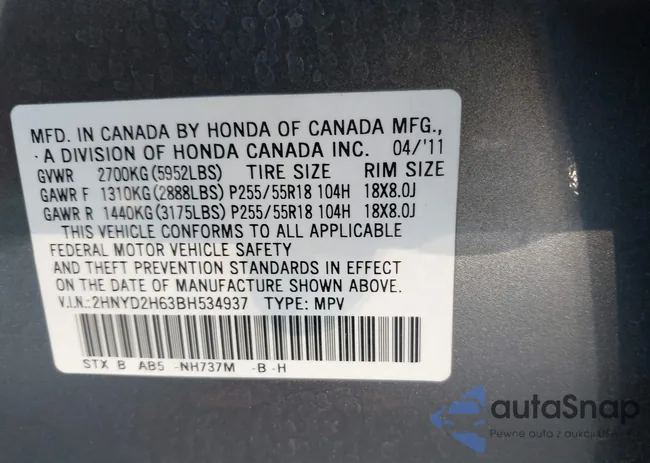 MFD. IN CANADA BY HONDA OF CANADA MFG.,
A DIVISION OF HONDA CANADA INC. 04/'11
GVWR 2700KG(5952LBS) TIRE SIZE RIM SIZE
GAWR F 1310KG(2888LBS) P255/55R18 104H 18X8.0J
GAWR R 1440KG(3175LBS) P255/55R18 104H 18X8.0J
THIS VEHICLE CONFORMS TO ALL APPLICABLE
FEDERAL MOTOR VEHICLE SAFETY
AND THEFT PREVENTION STANDARDS IN EFFECT
ON THE DATE OF MANUFACTURE SHOWN ABOVE.
V.I.N.:2HNYD2H63BH534937 TYPE: MPV
STX B AB5 -NH737M -B -H
autaSnap
Pewne auta z aukcji